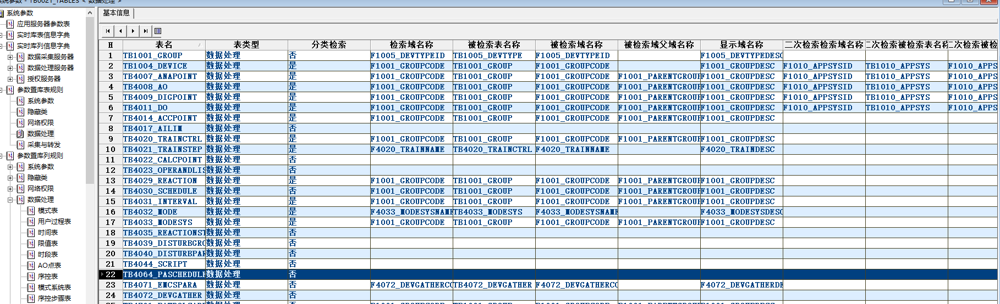 系统参数 - TB0021_TABLES < 数据处理 >
系统参数
应用服务器参数表
实时库表信息字典
实时库列信息字典
数据采集服务器
数据处理服务器
授权服务器
参数置库表规则
系统参数
隐藏类
网络权限
数据处理
采集与转发
参数置库列规则
系统参数
隐藏类
网络权限
数据处理
模式表
用户过程表
时间表
限值表
时段表
AO点表
序控表
模式系统表
序控步骤表
基本信息
H 表名 表类型 分类检索 检索域名称 被检索表名称 被检索域名称 被检索域父域名称 显示域名称 二次检索检索域名称 二次检索被检索表名称 二次检索被检
1 TB1001_GROUP 数据处理 否 F1005_DEVTYPEID TB1005_DEVTYPE F1005_DEVTYPEID F1005_DEVTYPEDESC
2 TB1004_DEVICE 数据处理 是 F1001_GROUPCODE TB1001_GROUP F1001_GROUPCODE F1001_GROUPDESC F1010_APPSYSID TB1010_APPSYS F1010_APPS
3 TB4007_ANAPOINT 数据处理 是 F1001_GROUPCODE TB1001_GROUP F1001_GROUPCODE F1001_PARENTGROUP F1001_GROUPDESC F1010_APPSYSID TB1010_APPSYS F1010_APPS
4 TB4008_AO 数据处理 是 F1001_GROUPCODE TB1001_GROUP F1001_GROUPCODE F1001_PARENTGROUP F1001_GROUPDESC F1010_APPSYSID TB1010_APPSYS F1010_APPS
5 TB4009_DIGPOINT 数据处理 是 F1001_GROUPCODE TB1001_GROUP F1001_GROUPCODE F1001_PARENTGROUP F1001_GROUPDESC F1010_APPSYSID TB1010_APPSYS F1010_APPS
6 TB4011_DO 数据处理 是 F1001_GROUPCODE TB1001_GROUP F1001_GROUPCODE F1001_PARENTGROUP F1001_GROUPDESC F1010_APPSYSID TB1010_APPSYS F1010_APPS
7 TB4014_ACCPOINT 数据处理 是 F1001_GROUPCODE TB1001_GROUP F1001_GROUPCODE F1001_PARENTGROUP F1001_GROUPDESC
8 TB4017_AILIM 数据处理 否
9 TB4020_TRAINCTRL 数据处理 是 F1001_GROUPCODE TB1001_GROUP F1001_GROUPCODE F1001_PARENTGROUP F1001_GROUPDESC
10 TB4021_TRAINSTEP 数据处理 是 F4020_TRAINNAME TB4020_TRAINCTRL F4020_TRAINNAME F4020_TRAINDESC
11 TB4022_CALCPOINT 数据处理 否
12 TB4023_OPERANDLIS 数据处理 否
13 TB4029_REACTION 数据处理 是 F1001_GROUPCODE TB1001_GROUP F1001_GROUPCODE F1001_PARENTGROUP F1001_GROUPDESC
14 TB4030_SCHEDULE 数据处理 是 F1001_GROUPCODE TB1001_GROUP F1001_GROUPCODE F1001_PARENTGROUP F1001_GROUPDESC
15 TB4031_INTERVAL 数据处理 是 F1001_GROUPCODE TB1001_GROUP F1001_GROUPCODE F1001_PARENTGROUP F1001_GROUPDESC
16 TB4032_MODE 数据处理 是 F4033_MODESYSNAME TB4033_MODESYS F4033_MODESYSNAME F4033_MODESYSDESC
17 TB4033_MODESYS 数据处理 是 F1001_GROUPCODE TB1001_GROUP F1001_GROUPCODE F1001_PARENTGROUP F1001_GROUPDESC
18 TB4035_REACTIONST 数据处理 否
19 TB4039_DISTURBGRO 数据处理 否
20 TB4040_DISTURBPAR 数据处理 否
21 TB4044_SCRIPT 数据处理 否
22 TB4064_PASCHEDULE 数据处理 否
23 TB4071_EMCSPARA 数据处理 否 F4072_DEVGATHERCO TB4072_DEVGATHER F4072_DEVGATHERCO F4072_DEVGATHERDE
24 TB4072_DEVGATHER 数据处理 否